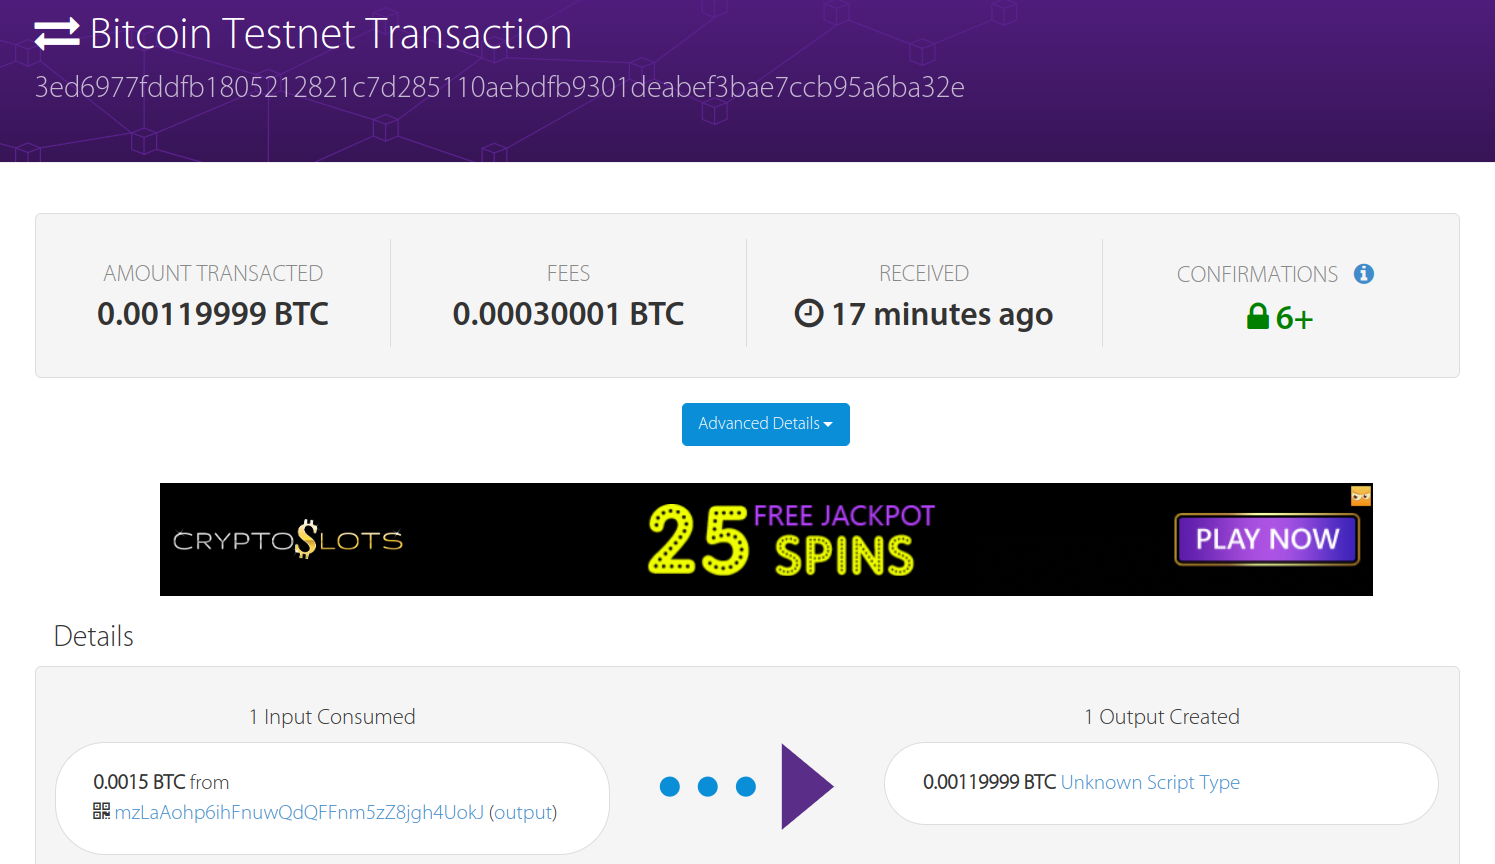 Bitcoin Testnet Transaction
3ed6977fddfb1805212821c7d285110aebdfb9301deabef3bae7ccb95a6ba32e
AMOUNT TRANSACTED
0.00119999 BTC
FEES
0.00030001 BTC
RECEIVED
17 minutes ago
CONFIRMATIONS
6+
Advanced Details
CRYPTO$LOTS
25 FREE JACKPOT
SPINS
PLAY NOW
Details
1 Input Consumed
0.0015 BTC from
mzLaAohp6ihFnuwQdQFFnm5zZ8jgh4UokJ (output)
1 Output Created
0.00119999 BTC Unknown Script Type